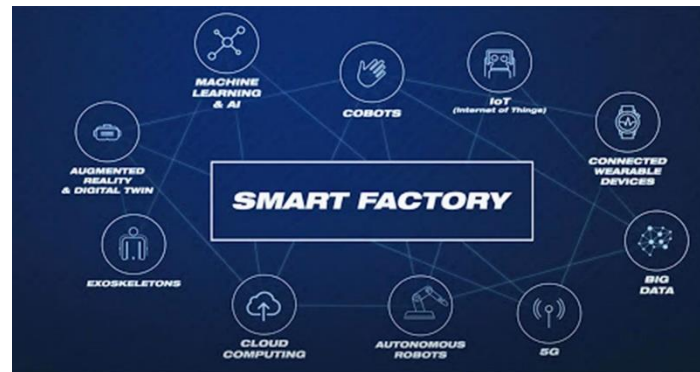 MACHINE
LEARNING
& AI
COBOTS
IoT
(Internet of Things)
CONNECTED
WEARABLE
DEVICES
AUGMENTED
REALITY
& DIGITAL TWIN
SMART FACTORY
EXOSKELETONS
BIG
DATA
CLOUD
COMPUTING
AUTONOMOUS
ROBOTS
5G